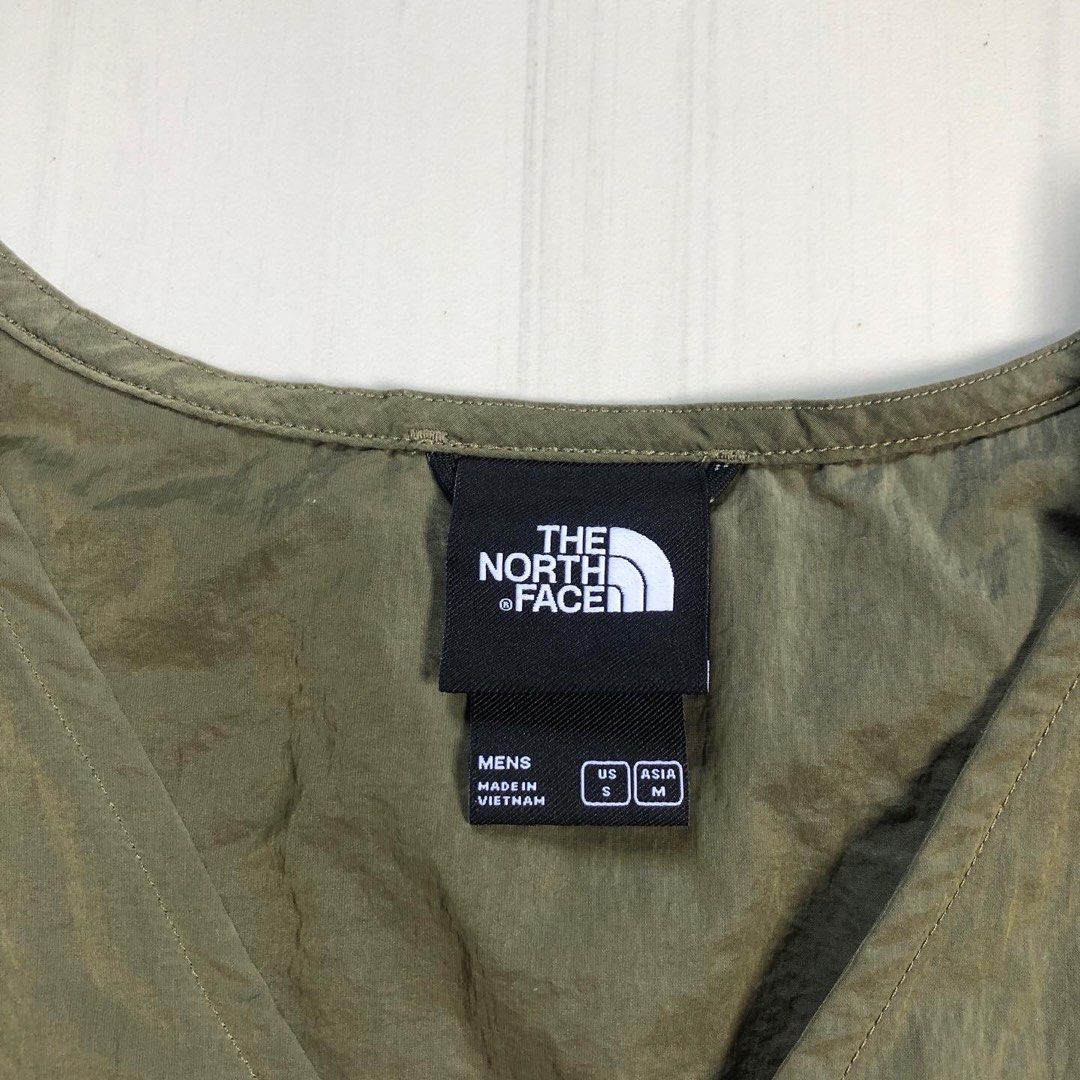 THE
NORTH
® FACE
MENS
MADE IN
VIETNAM
US
S
ASIA
M